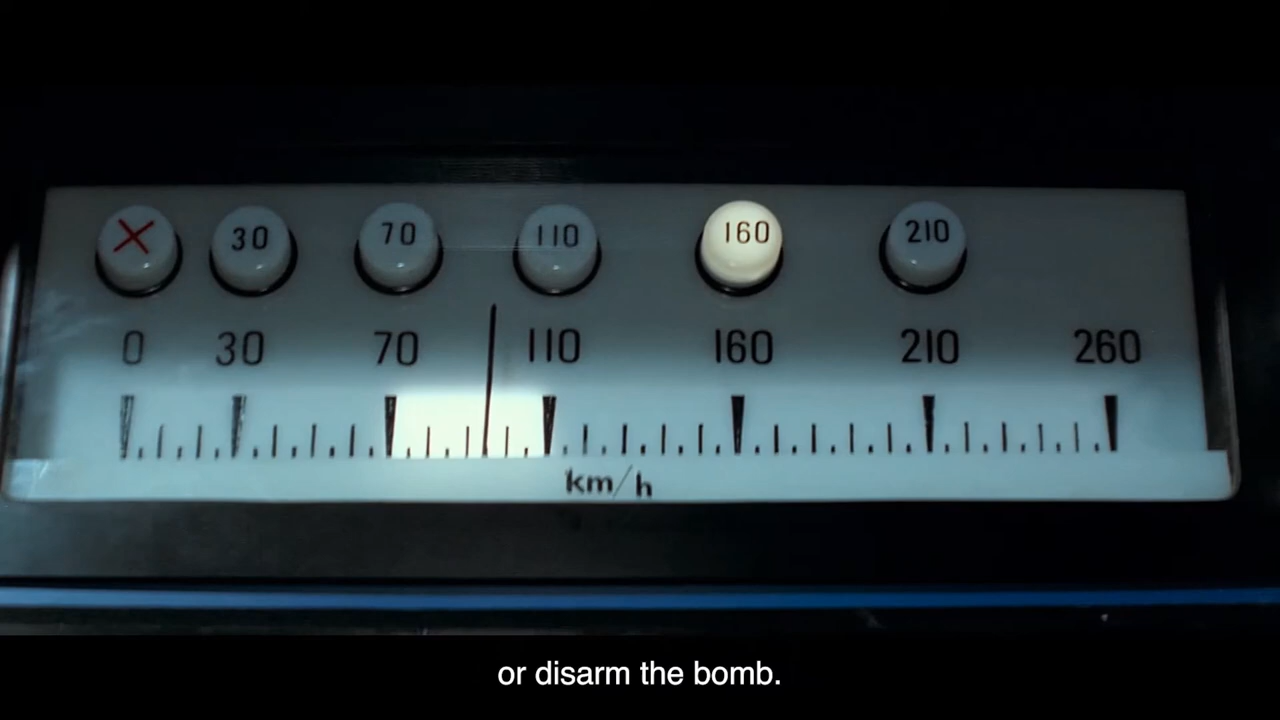 30 70 110 160 210
0 30 70 110 160 210 260
km/h
or disarm the bomb.